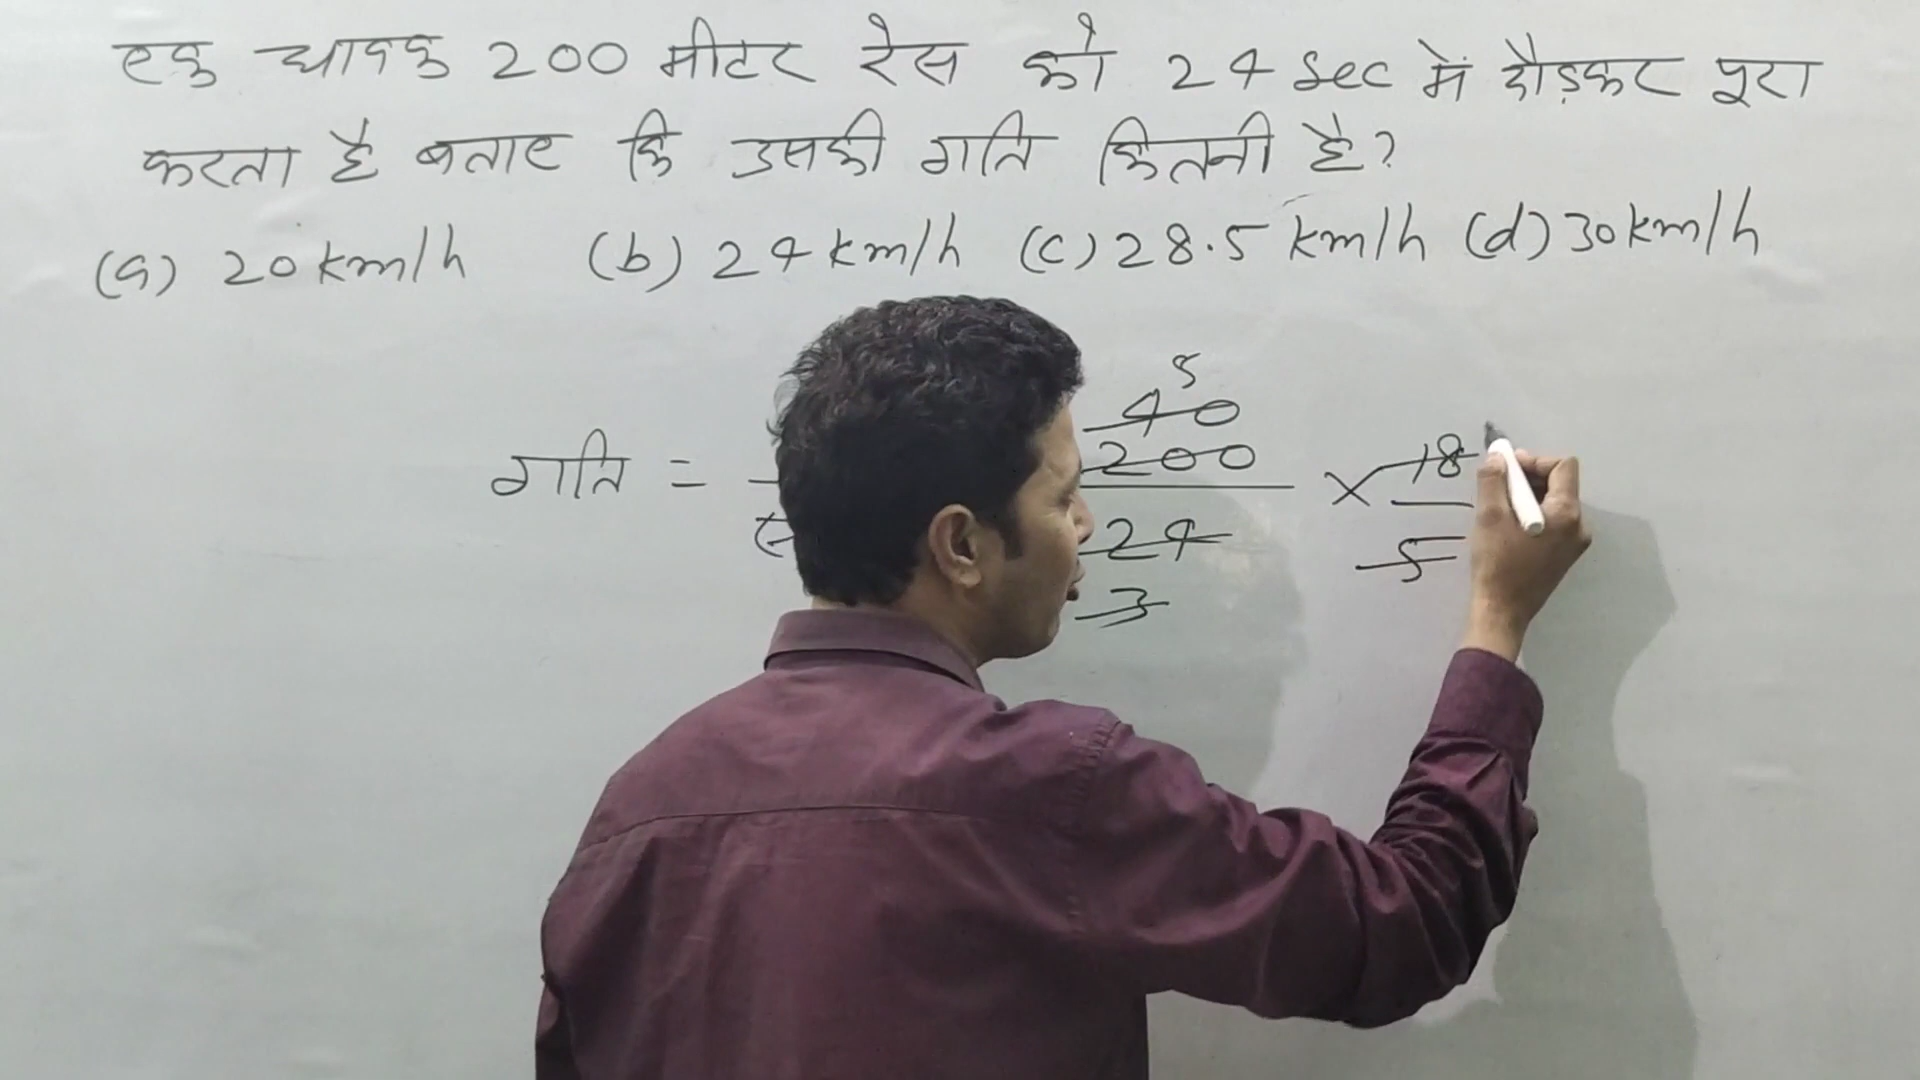 एक धावक 200 मीटर रेस को 24 sec में दौड़कर पूरा
करता है बताए कि उसकी गति कितनी है?
(a) 20 km/h (b) 24 km/h (c) 28.5 km/h (d) 30 km/h
5
40
गति = 200 × 18
24 5
3